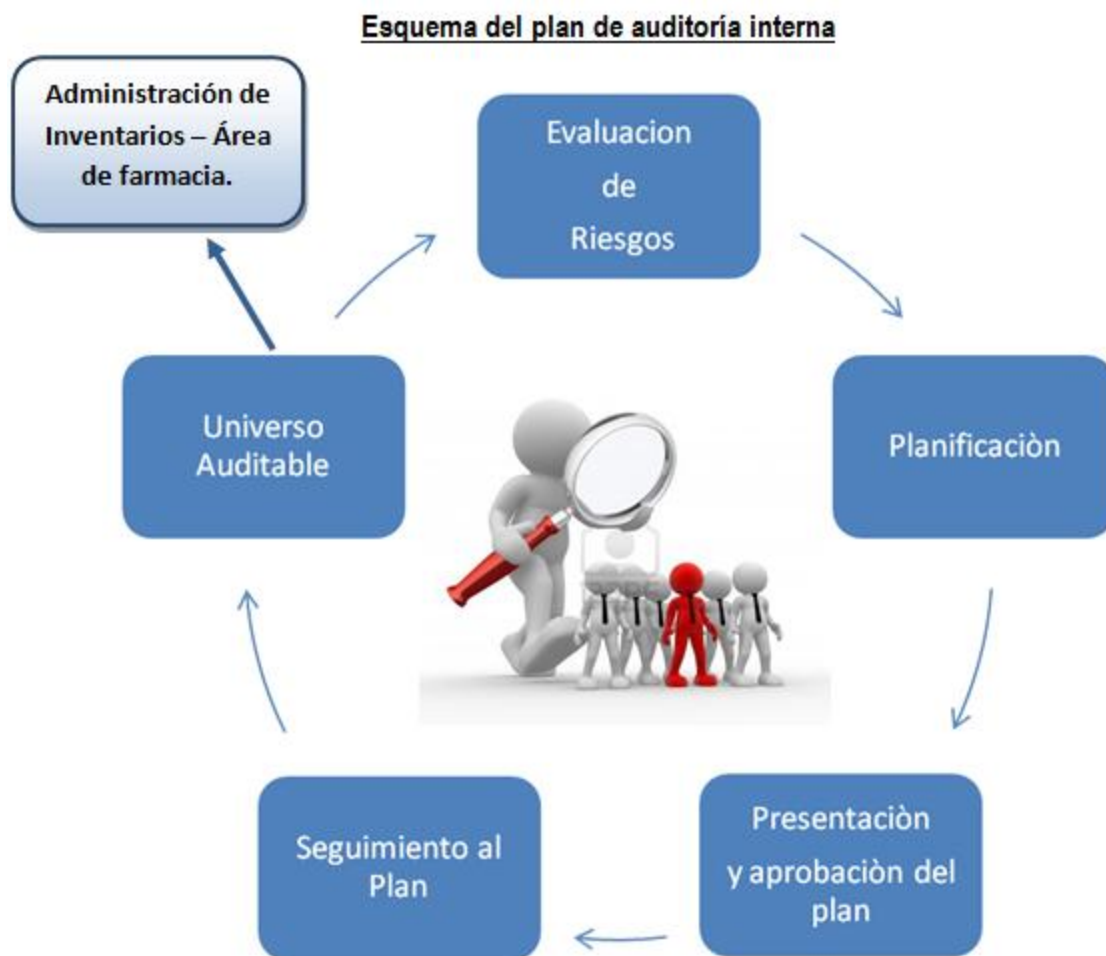 Esquema del plan de auditoría interna
Administración de
Inventarios – Área
de farmacia.
Evaluacion
de
Riesgos
Planificaciòn
Presentaciòn
y aprobaciòn del
plan
Seguimiento al
Plan
Universo
Auditable